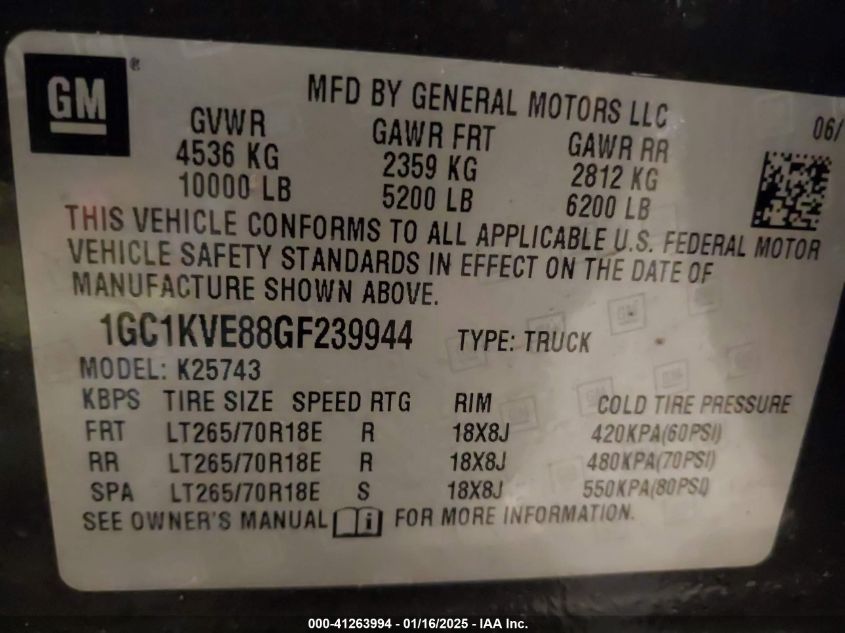 GM®
MFD BY GENERAL MOTORS LLC
06/
GVWR GAWR FRT GAWR RR
4536 KG 2359 KG 2812 KG
10000 LB 5200 LB 6200 LB
THIS VEHICLE CONFORMS TO ALL APPLICABLE U.S. FEDERAL MOTOR
VEHICLE SAFETY STANDARDS IN EFFECT ON THE DATE OF
MANUFACTURE SHOWN ABOVE.
1GC1KVE88GF239944 TYPE: TRUCK
MODEL: K25743
KBPS TIRE SIZE SPEED RTG RIM COLD TIRE PRESSURE
FRT LT265/70R18E R 18X8J 420KPA(60PSI)
RR LT265/70R18E R 18X8J 480KPA(70PSI)
SPA LT265/70R18E S 18X8J 550KPA(80PSI)
SEE OWNER'S MANUAL i FOR MORE INFORMATION.
000-41263994 - 01/16/2025 - IAA Inc.